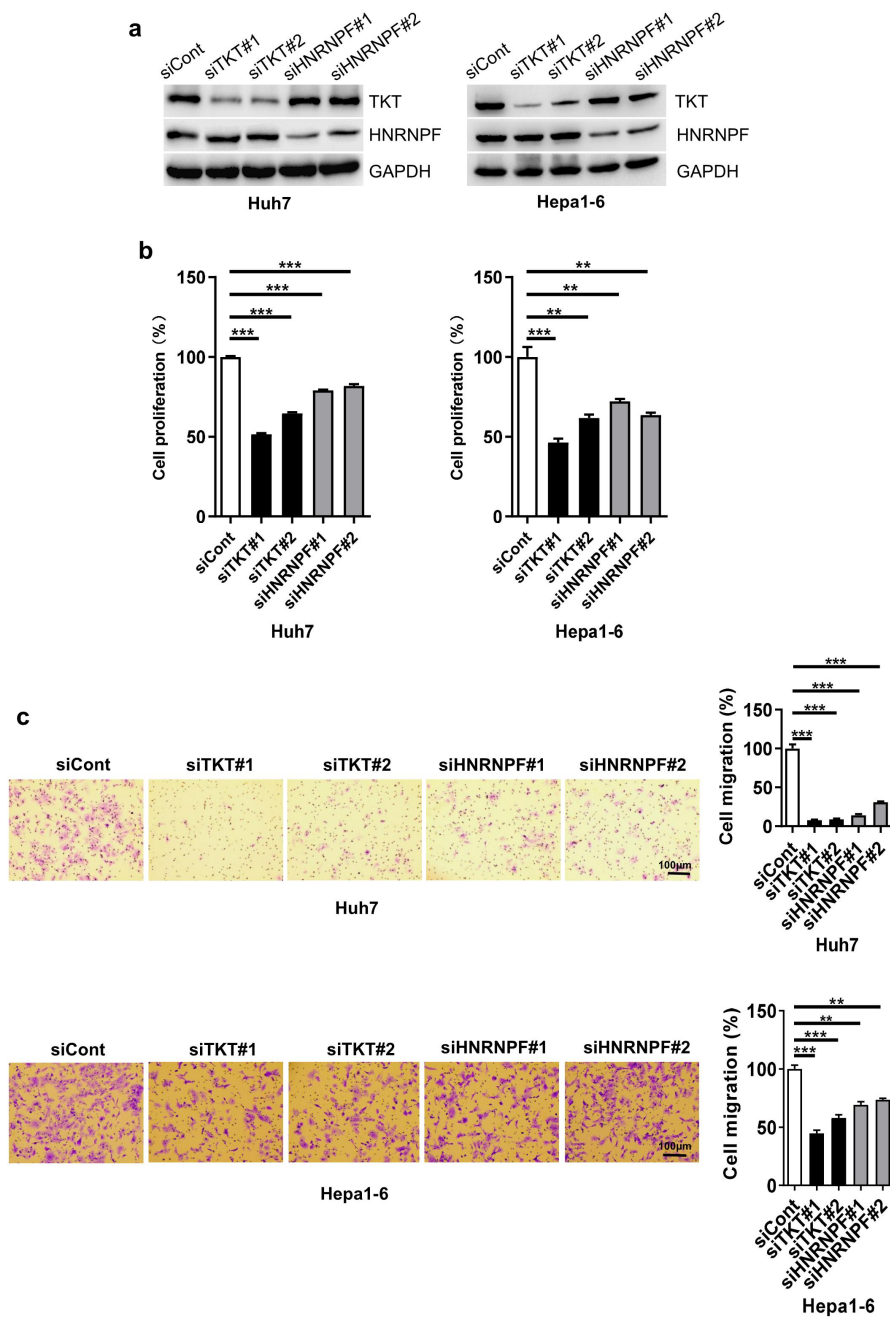 a
siCont siTKT#1 siTKT#2 siHNRNPF#1 siHNRNPF#2
TKT
HNRNPF
GAPDH
Huh7
siCont siTKT#1 siTKT#2 siHNRNPF#1 siHNRNPF#2
TKT
HNRNPF
GAPDH
Hepa1-6
b
Cell proliferation (%)
150
100
50
0
***
***
***
***
siCont siTKT#1 siTKT#2 siHNRNPF#1 siHNRNPF#2
Huh7
Cell proliferation (%)
150
100
50
0
**
**
**
***
siCont siTKT#1 siTKT#2 siHNRNPF#1 siHNRNPF#2
Hepa1-6
c
siCont siTKT#1 siTKT#2 siHNRNPF#1 siHNRNPF#2
100μm
Huh7
Cell migration (%)
150
100
50
0
***
***
***
***
siCont siTKT#1 siTKT#2 siHNRNPF#1 siHNRNPF#2
Huh7
siCont siTKT#1 siTKT#2 siHNRNPF#1 siHNRNPF#2
100μm
Hepa1-6
Cell migration (%)
150
100
50
0
**
**
***
***
siCont siTKT#1 siTKT#2 siHNRNPF#1 siHNRNPF#2
Hepa1-6